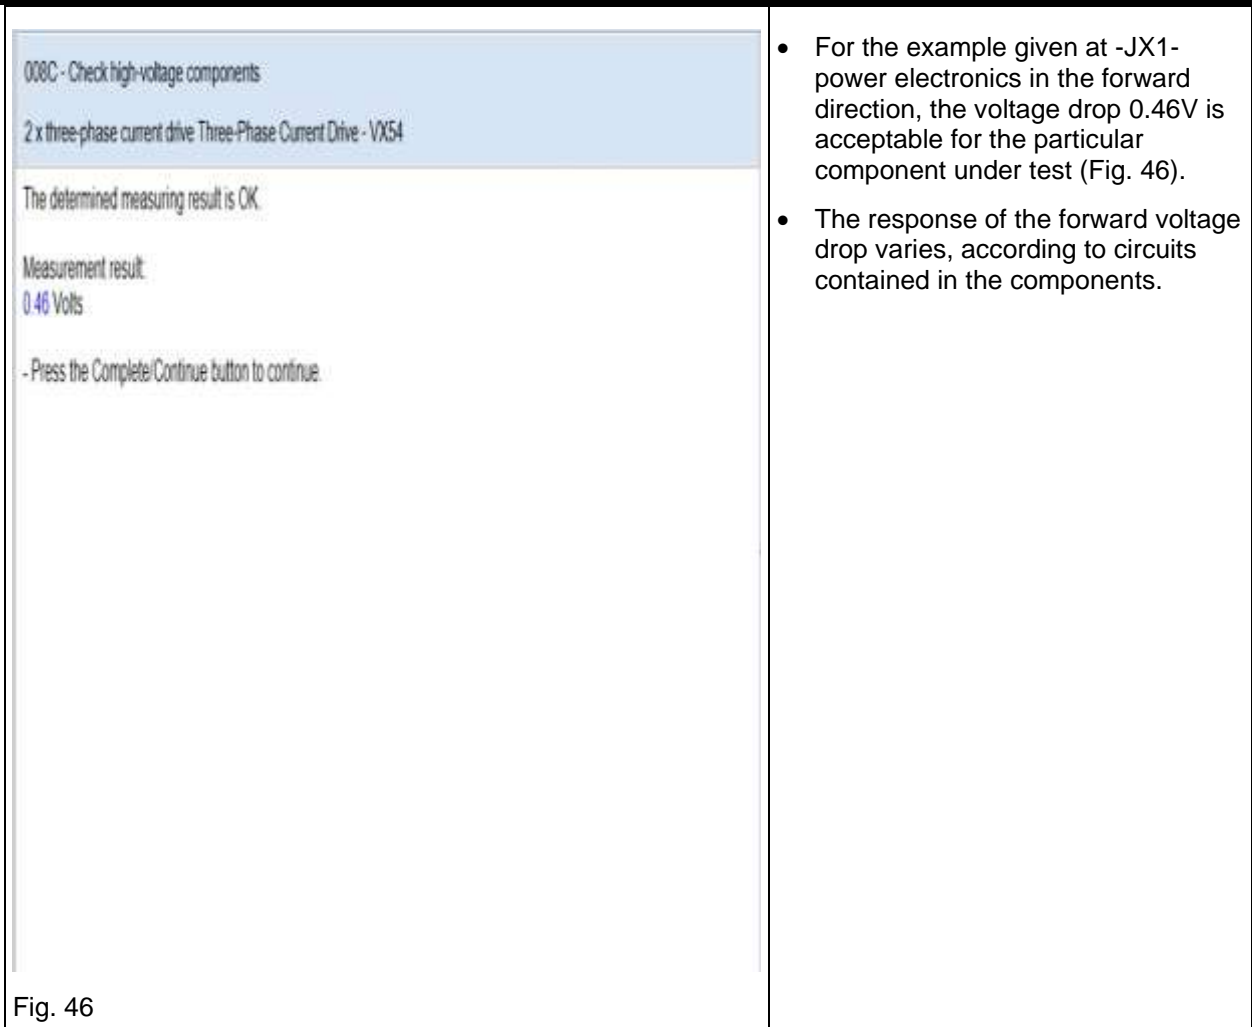 008C - Check high-voltage components
2 x three-phase current drive Three-Phase Current Drive - VX54
The determined measuring result is OK.
Measurement result:
0.46 Volts
- Press the Complete/Continue button to continue.
Fig. 46
• For the example given at -JX1-
power electronics in the forward
direction, the voltage drop 0.46V is
acceptable for the particular
component under test (Fig. 46).
• The response of the forward voltage
drop varies, according to circuits
contained in the components.